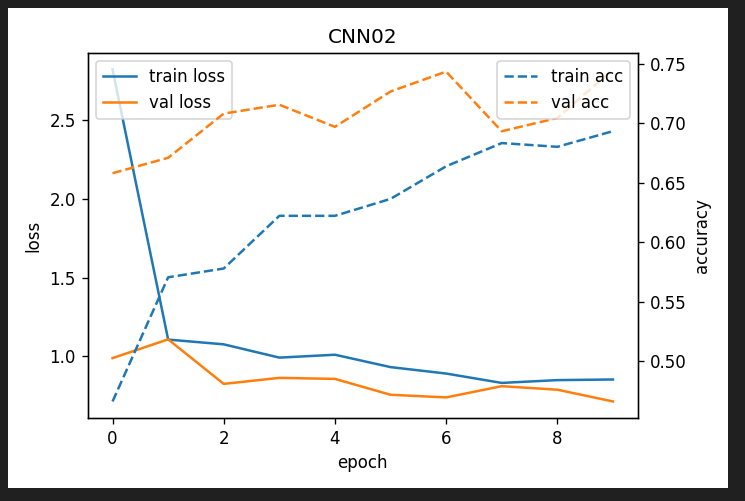 CNN02
train loss
val loss
train acc
val acc
2.5
2.0
1.5
1.0
loss
0.75
0.70
0.65
0.60
0.55
0.50
accuracy
0 2 4 6 8
epoch